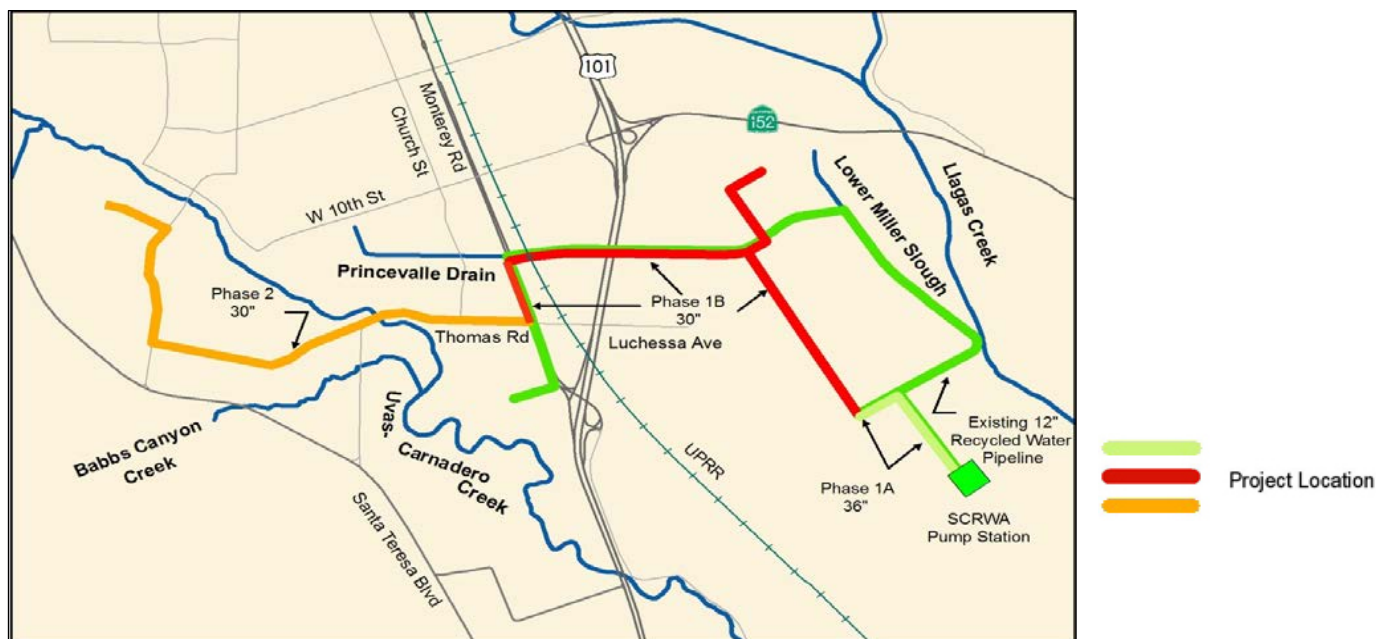 101
152
Church St
Monterey Rd
W 10th St
Lower Miller Slough
Llagas Creek
Princevalle Drain
Phase 2
30"
Phase 1B
30"
Thomas Rd
Luchessa Ave
Uvas-
Carnadero
Creek
Babbs Canyon
Creek
Santa Teresa Blvd
UPRR
Existing 12"
Recycled Water
Pipeline
Phase 1A
36"
SCRWA
Pump Station
Project Location